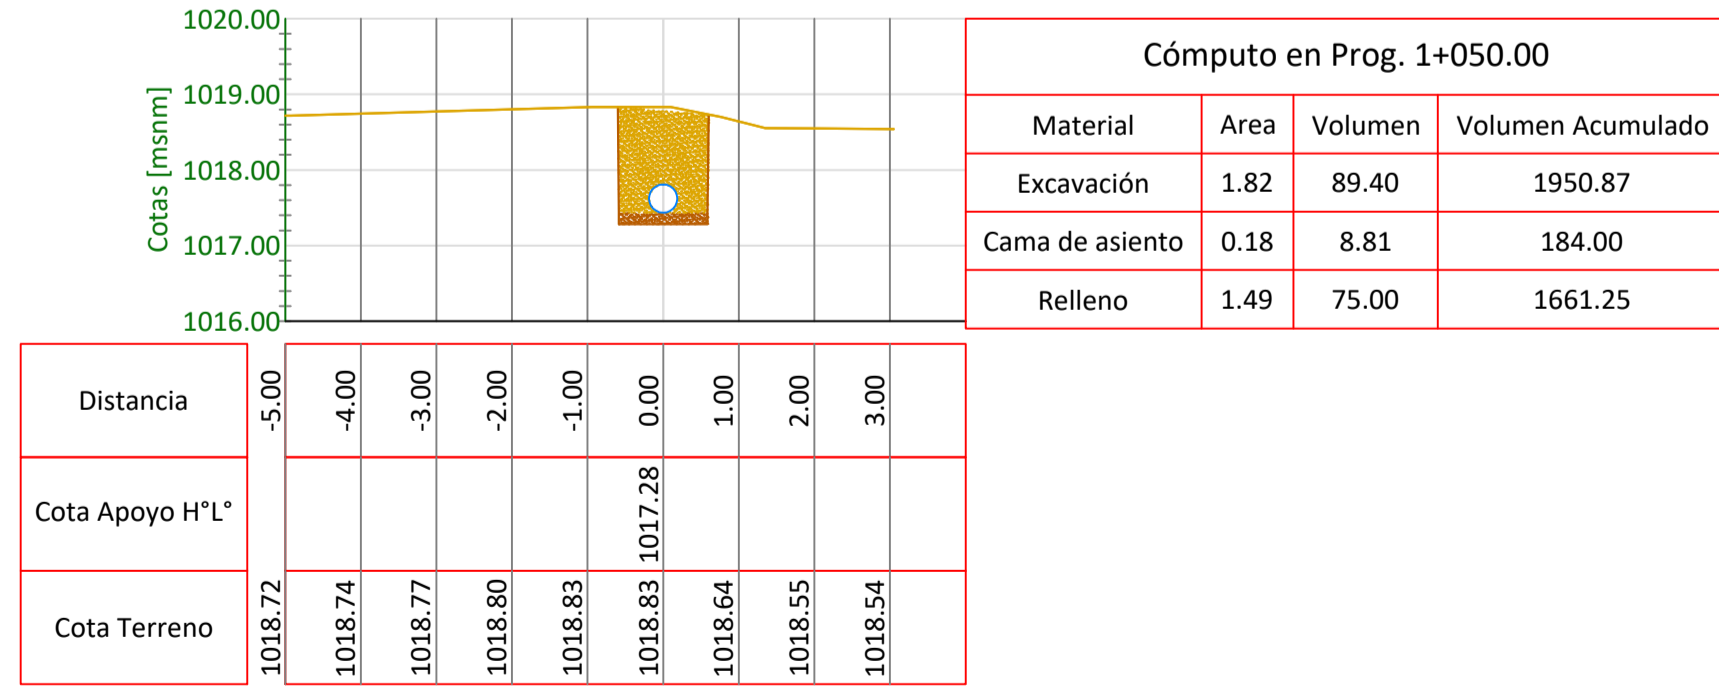 1020.00
1019.00
1018.00
1017.00
1016.00
Cotas [msnm]
Cómputo en Prog. 1+050.00
Material Area Volumen Volumen Acumulado
Excavación 1.82 89.40 1950.87
Cama de asiento 0.18 8.81 184.00
Relleno 1.49 75.00 1661.25
Distancia -5.00 -4.00 -3.00 -2.00 -1.00 0.00 1.00 2.00 3.00
Cota Apoyo H°L° 1017.28
Cota Terreno 1018.72 1018.74 1018.77 1018.80 1018.83 1018.83 1018.64 1018.55 1018.54